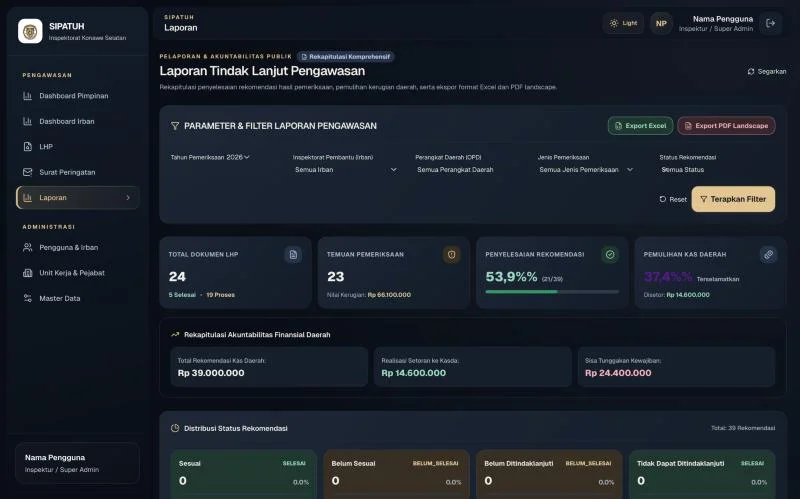 SIPATUH
Inspektorat Konawe Selatan
PENGAWASAN
Dashboard Pimpinan
Dashboard Irban
LHP
Surat Peringatan
Laporan
ADMINISTRASI
Pengguna & Irban
Unit Kerja & Pejabat
Master Data
Nama Pengguna
Inspektur / Super Admin
SIPATUH
Laporan
Light
NP
Nama Pengguna
Inspektur / Super Admin
PELAPORAN & AKUNTABILITAS PUBLIK
Rekapitulasi Komprehensif
Laporan Tindak Lanjut Pengawasan
Rekapitulasi penyelesaian rekomendasi hasil pemeriksaan, pemulihan kerugian daerah, serta ekspor format Excel dan PDF landscape.
Segarkan
PARAMETER & FILTER LAPORAN PENGAWASAN
Export Excel
Export PDF Landscape
Tahun Pemeriksaan 2026
Inspektorat Pembantu (Irban)
Semua Irban
Perangkat Daerah (OPD)
Semua Perangkat Daerah
Jenis Pemeriksaan
Semua Jenis Pemeriksaan
Status Rekomendasi
Semua Status
Reset
Terapkan Filter
TOTAL DOKUMEN LHP
24
5 Selesai • 19 Proses
TEMUAN PEMERIKSAAN
23
Nilai Kerugian: Rp 66.100.000
PENYELESAIAN REKOMENDASI
53,9%% (21/39)
PEMULIHAN KAS DAERAH
37,4%% Terselamatkan
Disetor: Rp 14.600.000
Rekapitulasi Akuntabilitas Finansial Daerah
Total Rekomendasi Kas Daerah:
Rp 39.000.000
Realisasi Setoran ke Kasda:
Rp 14.600.000
Sisa Tunggakan Kewajiban:
Rp 24.400.000
Distribusi Status Rekomendasi
Total: 39 Rekomendasi
Sesuai SELESAI
0 0.0%
Belum Sesuai BELUM_SELESAI
0 0.0%
Belum Ditindaklanjuti BELUM_SELESAI
0 0.0%
Tidak Dapat Ditindaklanjuti SELESAI
0 0.0%